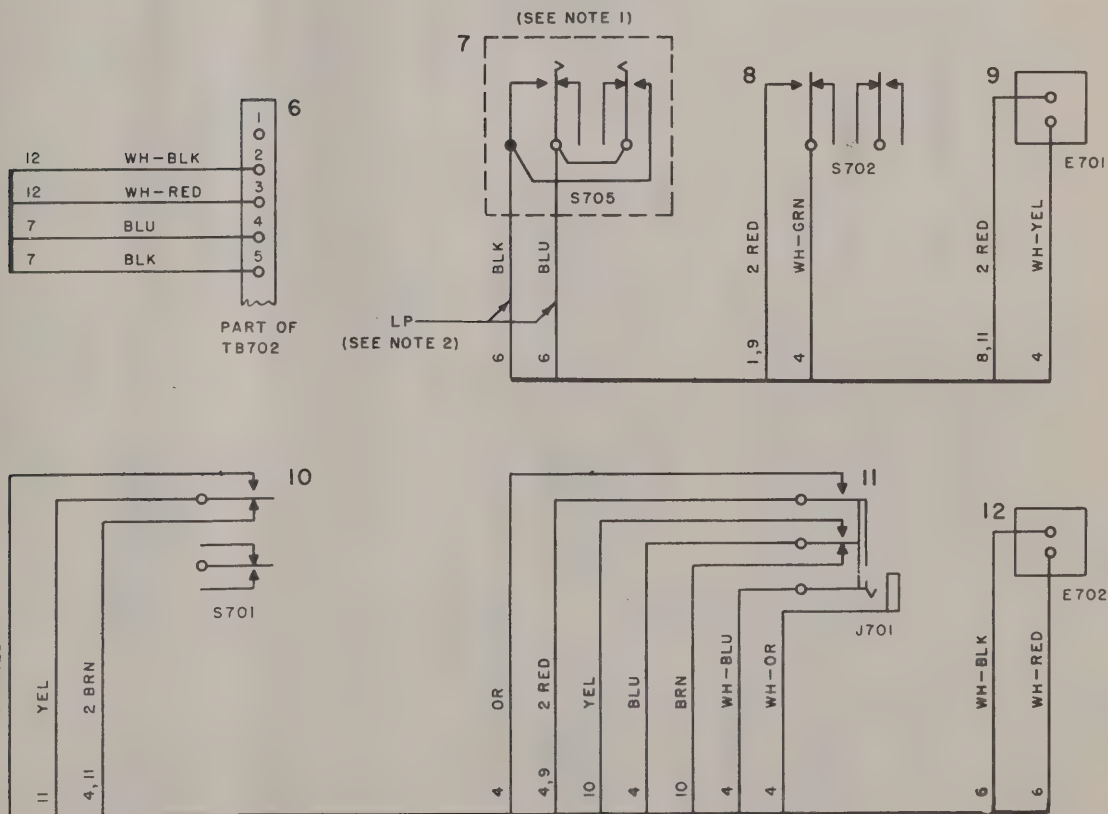 (SEE NOTE 1)
7
S705
BLK
BLU
LP
(SEE NOTE 2)
6
6
6
1
2
3
4
5
12 WH-BLK
12 WH-RED
7 BLU
7 BLK
PART OF
TB702
8
S702
2 RED
WH-GRN
1,9
4
9
E701
2 RED
WH-YEL
8,11
4
10
S701
YEL
2 BRN
11
4,11
11
J701
OR
2 RED
YEL
BLU
BRN
WH-BLU
WH-OR
4
4,9
10
4
10
4
4
12
E702
WH-BLK
WH-RED
6
6